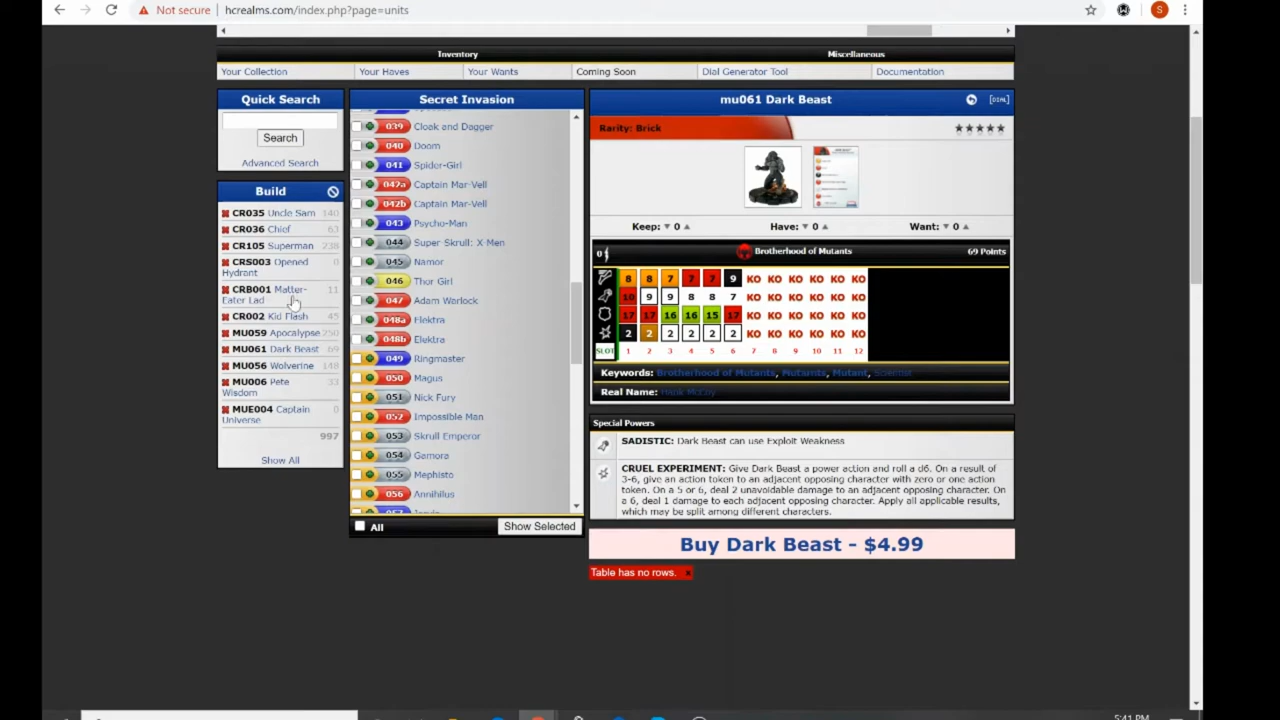 Not secure hcrealms.com/index.php?page=units S
Inventory Miscellaneous
Your Collection Your Haves Your Wants Coming Soon Dial Generator Tool Documentation
Quick Search
Search
Advanced Search
Build
CR035 Uncle Sam 140
CR036 Chief 63
CR105 Superman 238
CRS003 Opened Hydrant 0
CRB001 Matter-
Eater Lad 11
CR002 Kid Flash 45
MU059 Apocalypse 250
MU061 Dark Beast 69
MU056 Wolverine 148
MU006 Pete
Wisdom 33
MUE004 Captain
Universe 0
997
Show All
Secret Invasion
039 Cloak and Dagger
040 Doom
041 Spider-Girl
042a Captain Mar-Vell
042b Captain Mar-Vell
043 Psycho-Man
044 Super Skrull: X-Men
045 Namor
046 Thor Girl
047 Adam Warlock
048a Elektra
048b Elektra
049 Ringmaster
050 Magus
051 Nick Fury
052 Impossible Man
053 Skrull Emperor
054 Gamora
055 Mephisto
056 Annihilus
All Show Selected
mu061 Dark Beast [DIAL]
Rarity: Brick
Keep: 0 Have: 0 Want: 0
0 Brotherhood of Mutants 69 Points
8 8 7 7 7 9 KO KO KO KO KO KO
10 9 9 8 8 7 KO KO KO KO KO KO
17 17 16 16 15 17 KO KO KO KO KO KO
2 2 2 2 2 2 KO KO KO KO KO KO
SLOT 1 2 3 4 5 6 7 8 9 10 11 12
Keywords: Brotherhood of Mutants, Mutants, Mutant, Scientist
Real Name: Hank McCoy
Special Powers
SADISTIC: Dark Beast can use Exploit Weakness
CRUEL EXPERIMENT: Give Dark Beast a power action and roll a d6. On a result of
3-6, give an action token to an adjacent opposing character with zero or one action
token. On a 5 or 6, deal 2 unavoidable damage to an adjacent opposing character. On
a 6, deal 1 damage to each adjacent opposing character. Apply all applicable results,
which may be split among different characters.
Buy Dark Beast - $4.99
Table has no rows. x
5:41 PM